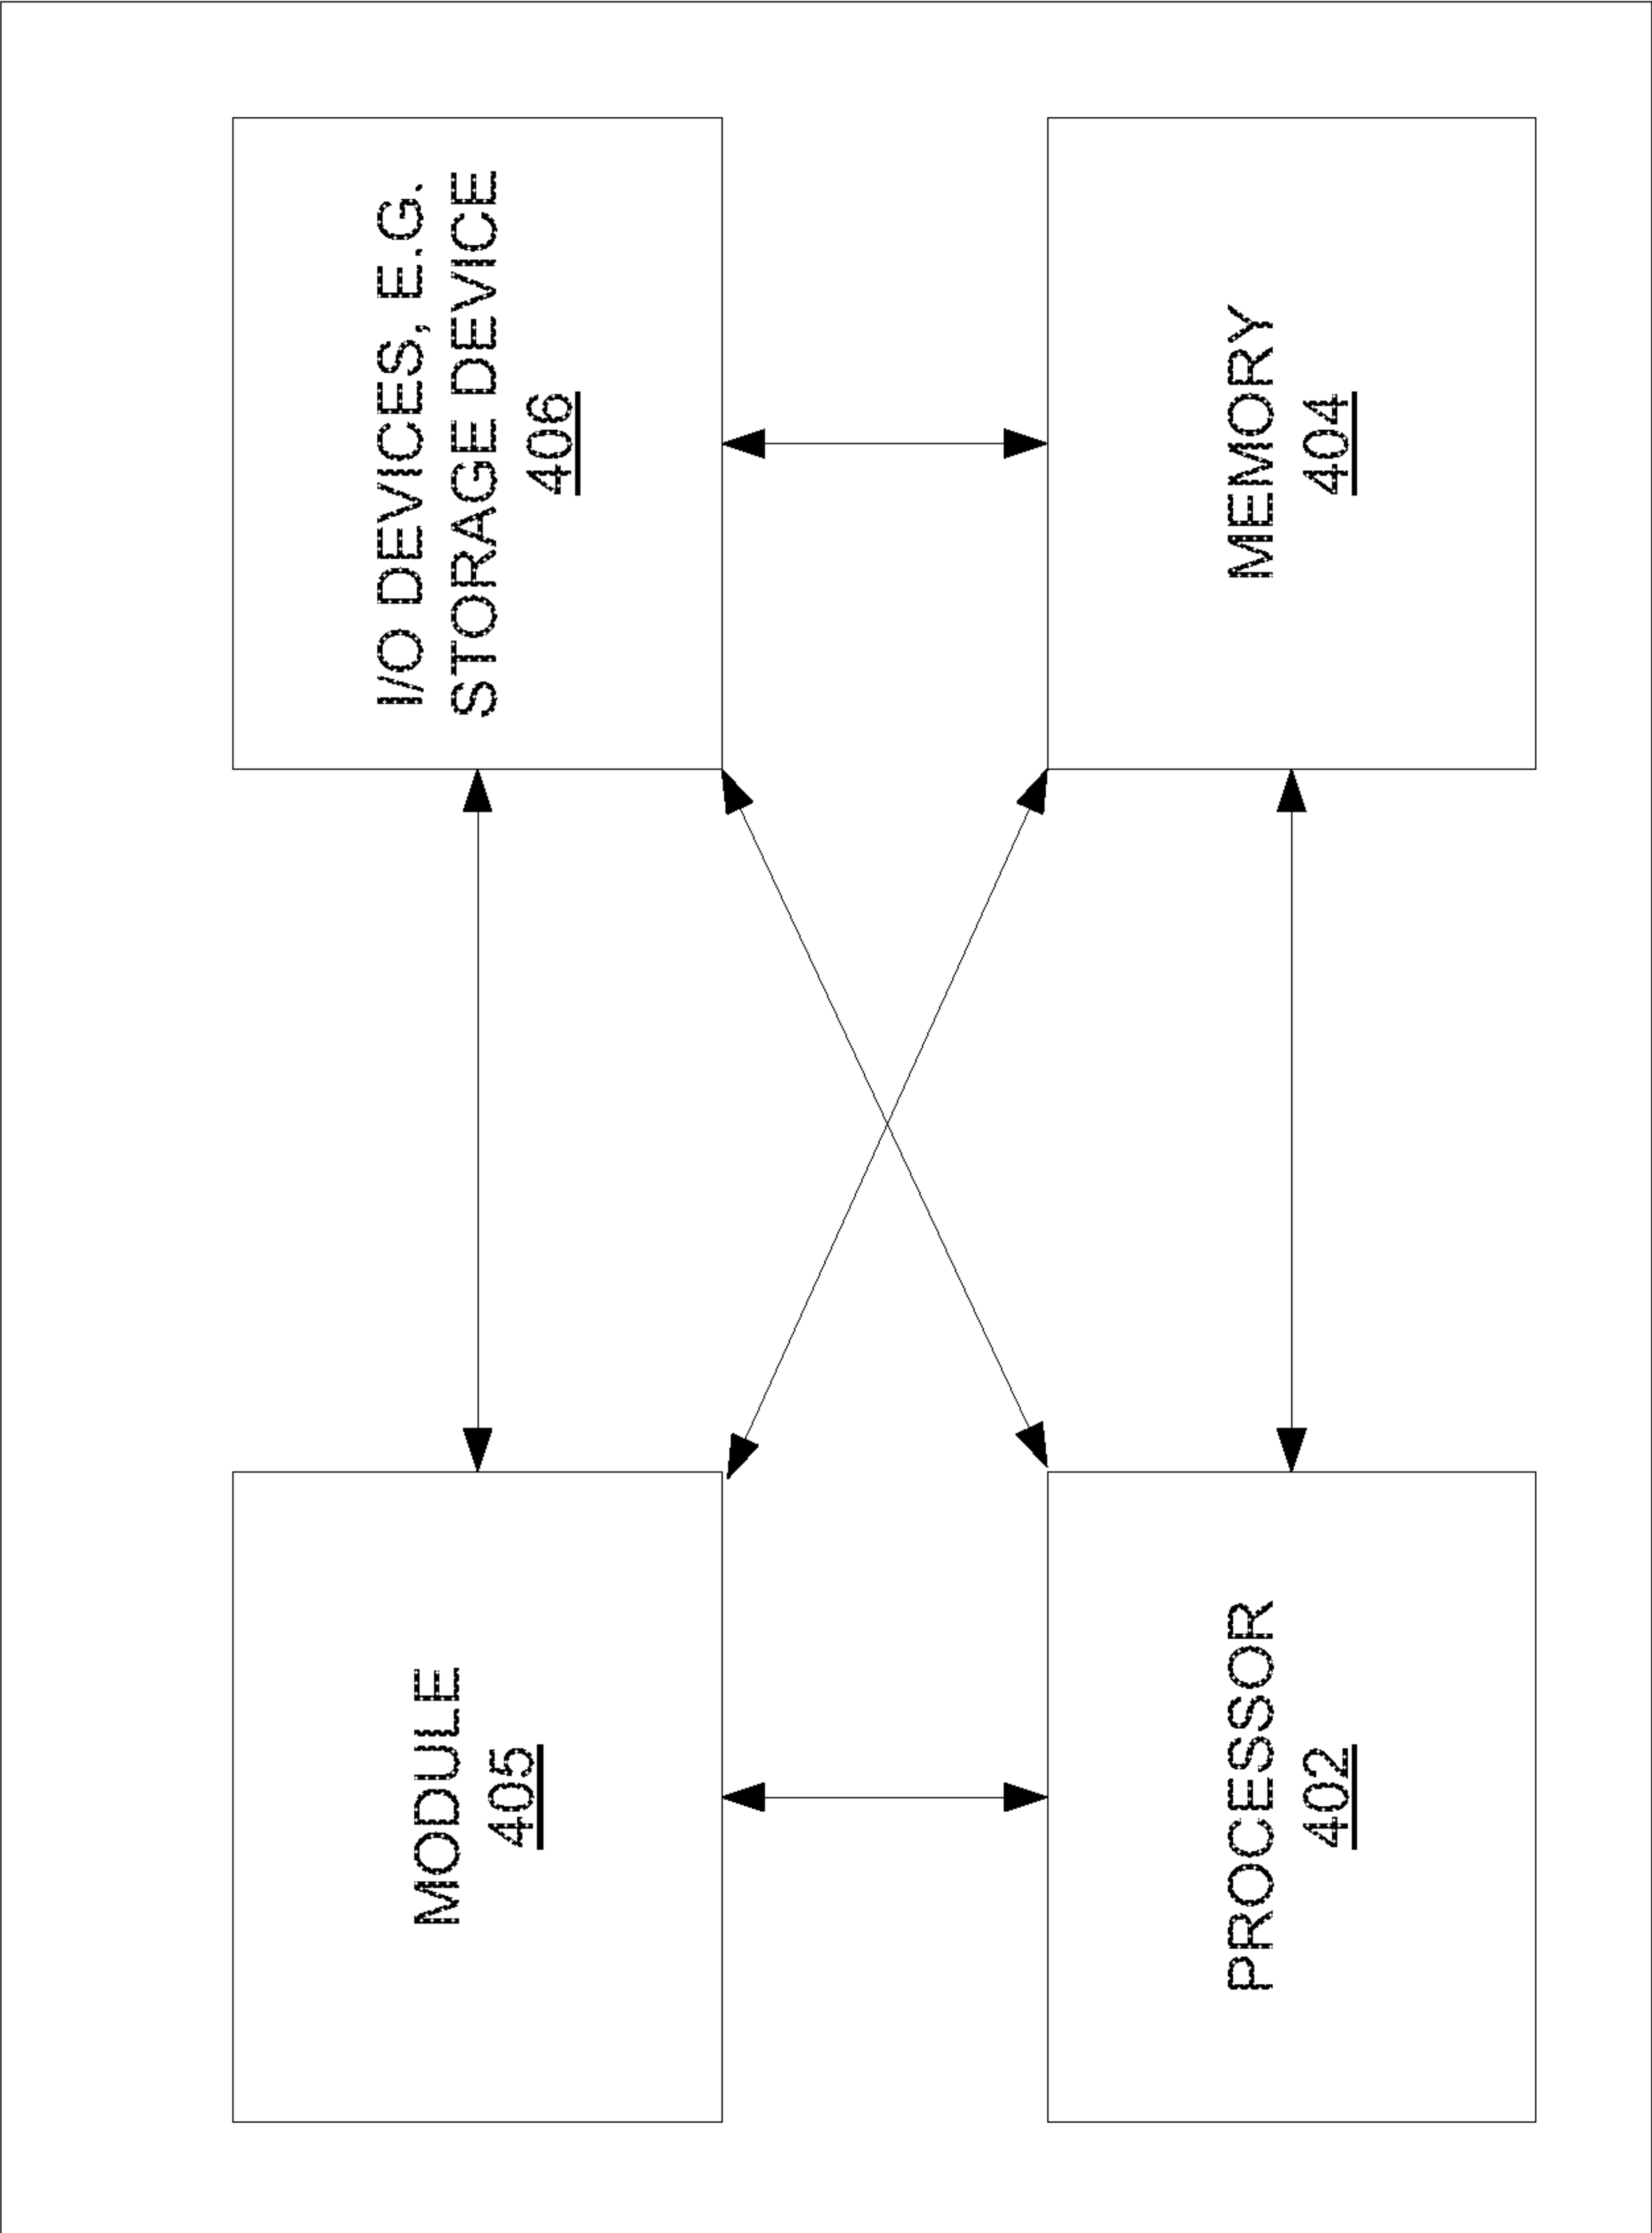 MODULE
405
I/O DEVICES, E.G.
STORAGE DEVICE
406
PROCESSOR
402
MEMORY
404